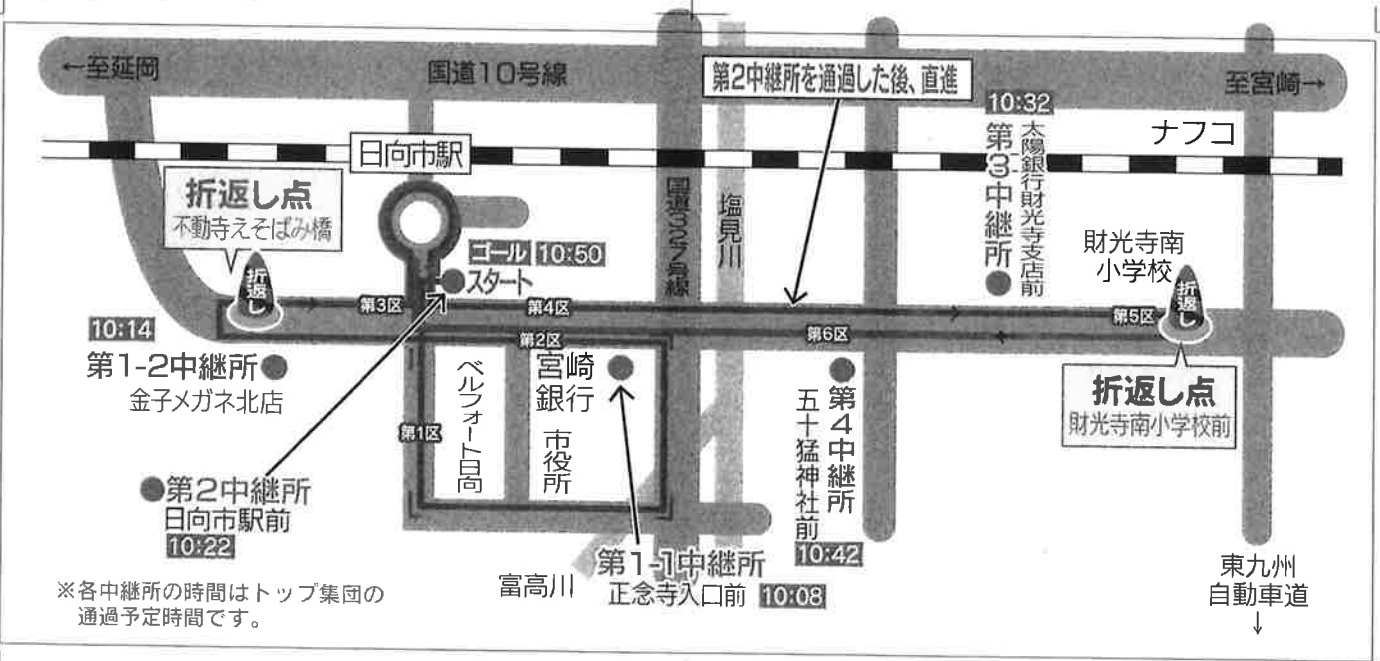 ←至延岡
国道10号線
第2中継所を通過した後、直進
至宮崎→
10:32
第3中継所
太陽銀行財光寺支店前
ナフコ
日向市駅
折返し点
不動寺えそばみ橋
国道327号線
塩見川
財光寺南
小学校
ゴール 10:50
スタート
折返し
折返し
第3区
第4区
第5区
10:14
第1-2中継所
金子メガネ北店
第2区
第6区
ベルフォート日向
宮崎
銀行
市役所
第1区
第4中継所
五十猛神社前
10:42
折返し点
財光寺南小学校前
第2中継所
日向市駅前
10:22
富高川
第1-1中継所
正念寺入口前 10:08
東九州
自動車道
↓
※各中継所の時間はトップ集団の
通過予定時間です。